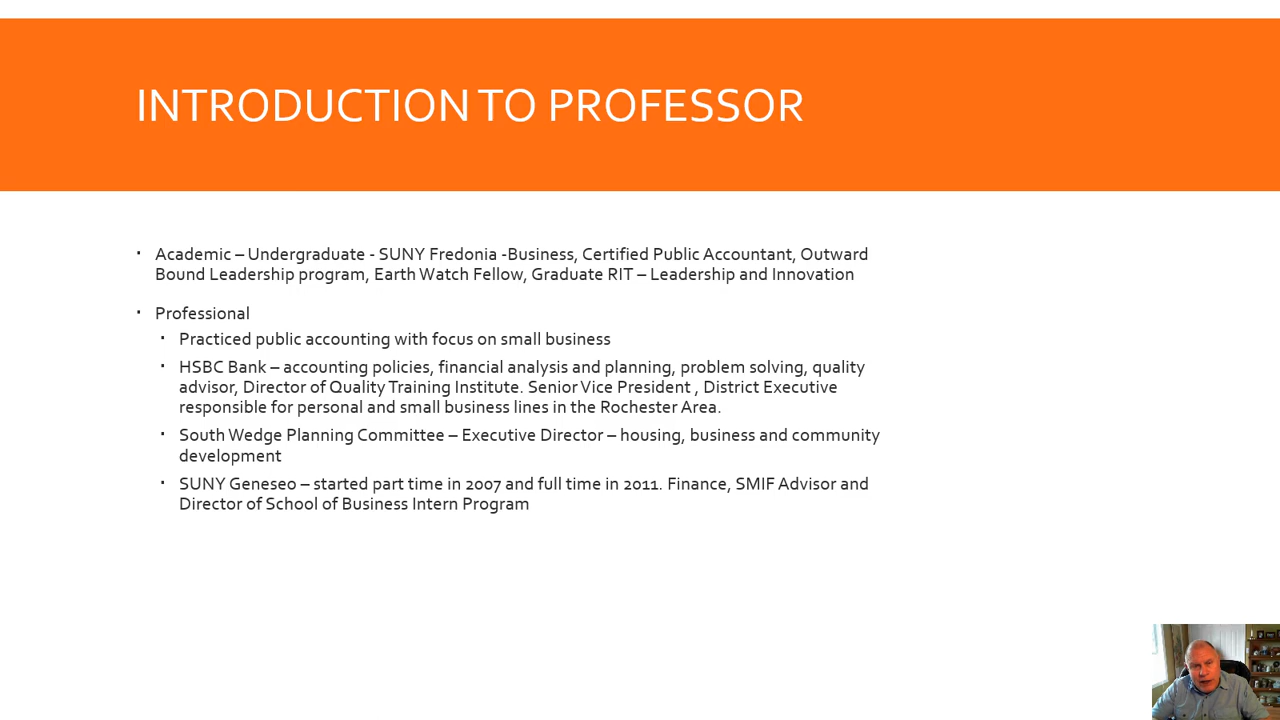 INTRODUCTION TO PROFESSOR
▪ Academic – Undergraduate - SUNY Fredonia -Business, Certified Public Accountant, Outward
Bound Leadership program, Earth Watch Fellow, Graduate RIT – Leadership and Innovation
▪ Professional
▪ Practiced public accounting with focus on small business
▪ HSBC Bank – accounting policies, financial analysis and planning, problem solving, quality
advisor, Director of Quality Training Institute. Senior Vice President , District Executive
responsible for personal and small business lines in the Rochester Area.
▪ South Wedge Planning Committee – Executive Director – housing, business and community
development
▪ SUNY Geneseo – started part time in 2007 and full time in 2011. Finance, SMIF Advisor and
Director of School of Business Intern Program